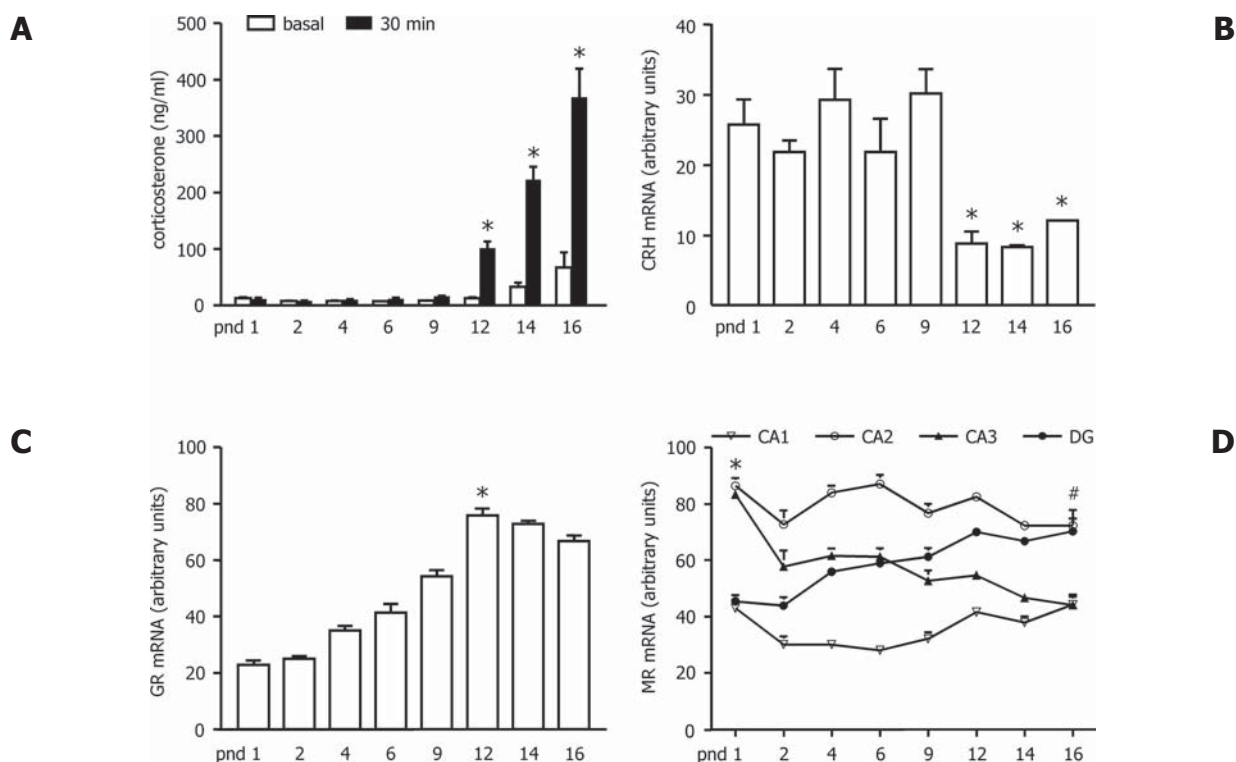 A
B
basal 30 min
corticosterone (ng/ml)
500
400
300
200
100
0
* * *
pnd 1 2 4 6 9 12 14 16
CRH mRNA (arbitrary units)
40
30
20
10
0
* * *
pnd 1 2 4 6 9 12 14 16
C
D
GR mRNA (arbitrary units)
100
80
60
40
20
0
*
pnd 1 2 4 6 9 12 14 16
CA1 CA2 CA3 DG
MR mRNA (arbitrary units)
100
80
60
40
20
0
* #
pnd 1 2 4 6 9 12 14 16